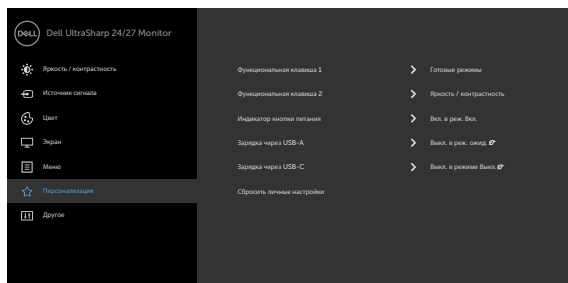 DELL Dell UltraSharp 24/27 Monitor
Яркость / контрастность
Источник сигнала
Цвет
Экран
Меню
Персонализация
Другое
Функциональная клавиша 1 Готовые режимы
Функциональная клавиша 2 Яркость / контрастность
Индикатор кнопки питания Вкл. в реж. Вкл.
Зарядка через USB-A Выкл. в реж. ожид.
Зарядка через USB-C Выкл. в режиме Выкл.
Сбросить личные настройки